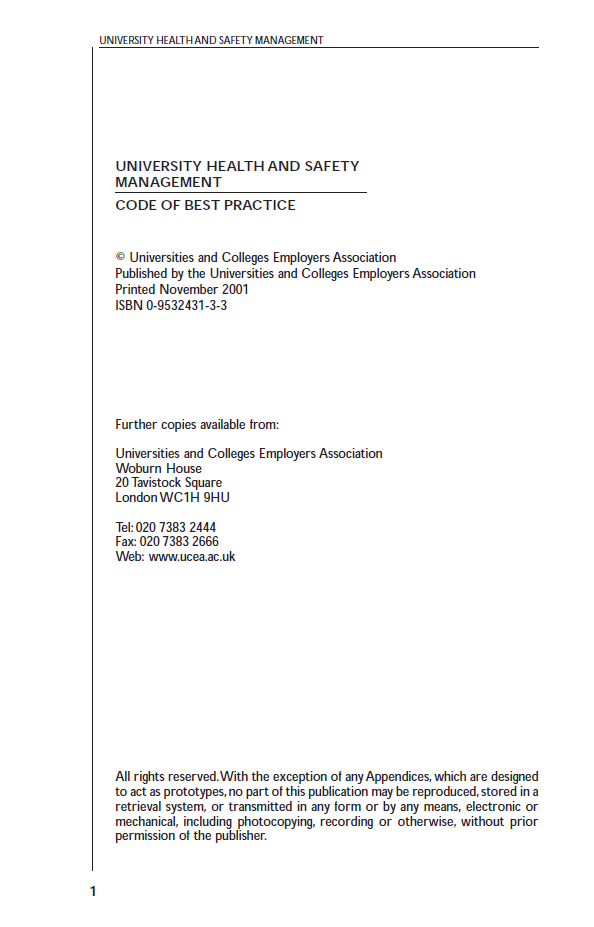 UNIVERSITY HEALTH AND SAFETY MANAGEMENT
UNIVERSITY HEALTH AND SAFETY
MANAGEMENT
CODE OF BEST PRACTICE
© Universities and Colleges Employers Association
Published by the Universities and Colleges Employers Association
Printed November 2001
ISBN 0-9532431-3-3
Further copies available from:
Universities and Colleges Employers Association
Woburn House
20 Tavistock Square
London WC1H 9HU
Tel: 020 7383 2444
Fax: 020 7383 2666
Web: www.ucea.ac.uk
All rights reserved. With the exception of any Appendices, which are designed
to act as prototypes, no part of this publication may be reproduced, stored in a
retrieval system, or transmitted in any form or by any means, electronic or
mechanical, including photocopying, recording or otherwise, without prior
permission of the publisher.
1